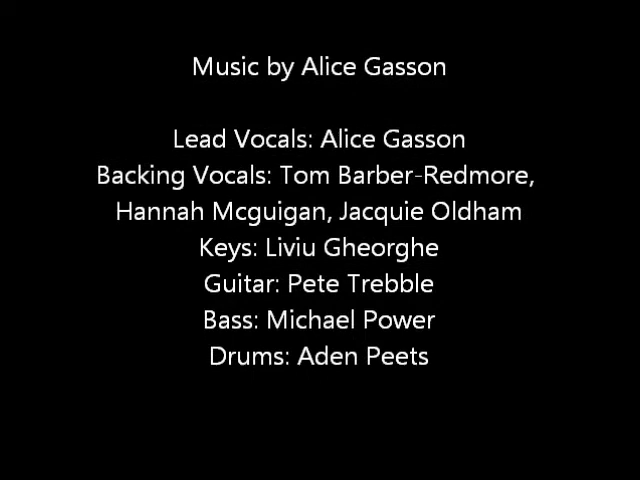 Music by Alice Gasson
Lead Vocals: Alice Gasson
Backing Vocals: Tom Barber-Redmore,
Hannah Mcguigan, Jacquie Oldham
Keys: Liviu Gheorghe
Guitar: Pete Trebble
Bass: Michael Power
Drums: Aden Peets